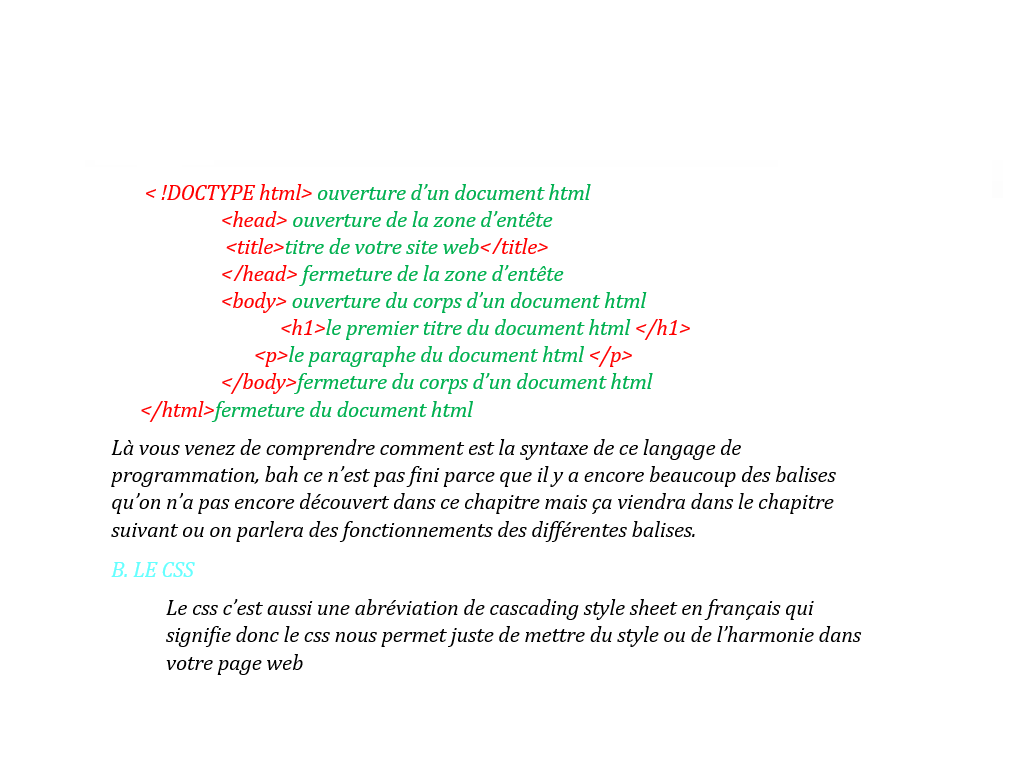 < !DOCTYPE html> ouverture d’un document html
<head> ouverture de la zone d’entête
<title>titre de votre site web</title>
</head> fermeture de la zone d’entête
<body> ouverture du corps d’un document html
<h1>le premier titre du document html </h1>
<p>le paragraphe du document html </p>
</body>fermeture du corps d’un document html
</html>fermeture du document html
Là vous venez de comprendre comment est la syntaxe de ce langage de
programmation, bah ce n’est pas fini parce que il y a encore beaucoup des balises
qu’on n’a pas encore découvert dans ce chapitre mais ça viendra dans le chapitre
suivant ou on parlera des fonctionnements des différentes balises.
B. LE CSS
Le css c’est aussi une abréviation de cascading style sheet en français qui
signifie donc le css nous permet juste de mettre du style ou de l’harmonie dans
votre page web